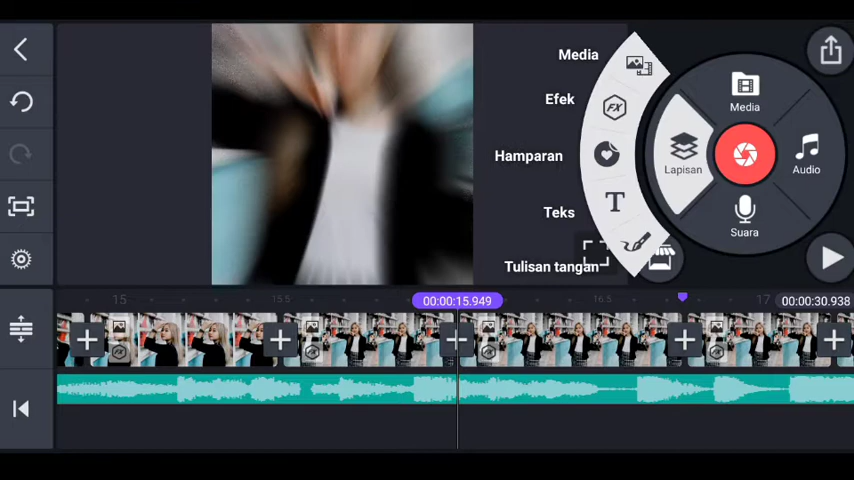 Media
Efek
Hamparan
Teks
Tulisan tangan
FX
T
Media
Lapisan
Audio
Suara
15
15.5
00:00:15.949
16.5
17
00:00:30.938